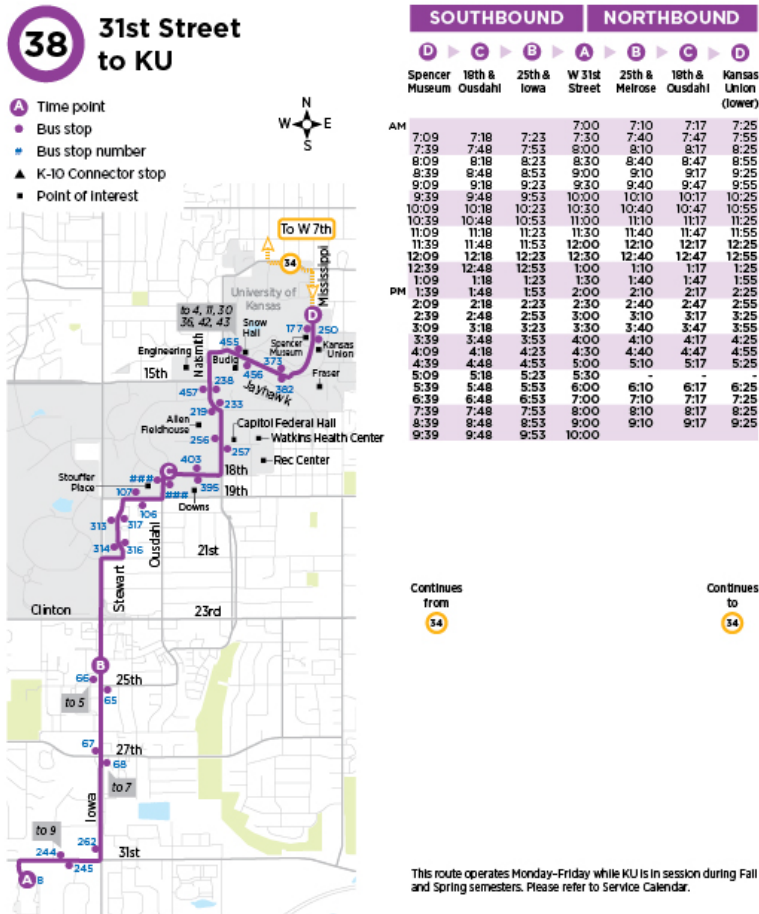 38
31st Street
to KU
A Time point
Bus stop
# Bus stop number
K-10 Connector stop
Point of Interest
N
W E
S
SOUTHBOUND NORTHBOUND
D C B A B C D
Spencer Museum 18th & Ousdahl 25th & Iowa W 31st Street 25th & Melrose 18th & Ousdahl Kansas Union (lower)
AM
7:00 7:10 7:17 7:25
7:09 7:18 7:23 7:30 7:40 7:47 7:55
7:39 7:48 7:53 8:00 8:10 8:17 8:25
8:09 8:18 8:23 8:30 8:40 8:47 8:55
8:39 8:48 8:53 9:00 9:10 9:17 9:25
9:09 9:18 9:23 9:30 9:40 9:47 9:55
9:39 9:48 9:53 10:00 10:10 10:17 10:25
10:09 10:18 10:23 10:30 10:40 10:47 10:55
10:39 10:48 10:53 11:00 11:10 11:17 11:25
11:09 11:18 11:23 11:30 11:40 11:47 11:55
11:39 11:48 11:53 12:00 12:10 12:17 12:25
12:09 12:18 12:23 12:30 12:40 12:47 12:55
12:39 12:48 12:53 1:00 1:10 1:17 1:25
1:09 1:18 1:23 1:30 1:40 1:47 1:55
PM 1:39 1:48 1:53 2:00 2:10 2:17 2:25
2:09 2:18 2:23 2:30 2:40 2:47 2:55
2:39 2:48 2:53 3:00 3:10 3:17 3:25
3:09 3:18 3:23 3:30 3:40 3:47 3:55
3:39 3:48 3:53 4:00 4:10 4:17 4:25
4:09 4:18 4:23 4:30 4:40 4:47 4:55
4:39 4:48 4:53 5:00 5:10 5:17 5:25
5:09 5:18 5:23 5:30 - - -
5:39 5:48 5:53 6:00 6:10 6:17 6:25
6:39 6:48 6:53 7:00 7:10 7:17 7:25
7:39 7:48 7:53 8:00 8:10 8:17 8:25
8:39 8:48 8:53 9:00 9:10 9:17 9:25
9:39 9:48 9:53 10:00
To W 7th
34
Mississippi
University of
Kansas
to 4, 11, 30
36, 42, 43
D
Snow
Hall
177
250
455
Spencer
Museum
Kansas
Union
Engineering
Naismith
Budig
373
15th
456
Fraser
238
Jayhawk
382
457
233
219
Allen
Fieldhouse
Capitol Federal Hall
256
Watkins Health Center
257
403
Rec Center
C
18th
Stouffer
Place
###
395
19th
107
###
Downs
106
313
317
Ousdahl
314
316
21st
Stewart
Clinton
23rd
B
66
25th
to 5
65
67
27th
68
to 7
Iowa
to 9
262
244
31st
245
A
8
Continues
from
34
Continues
to
34
This route operates Monday–Friday while KU is in session during Fall
and Spring semesters. Please refer to Service Calendar.